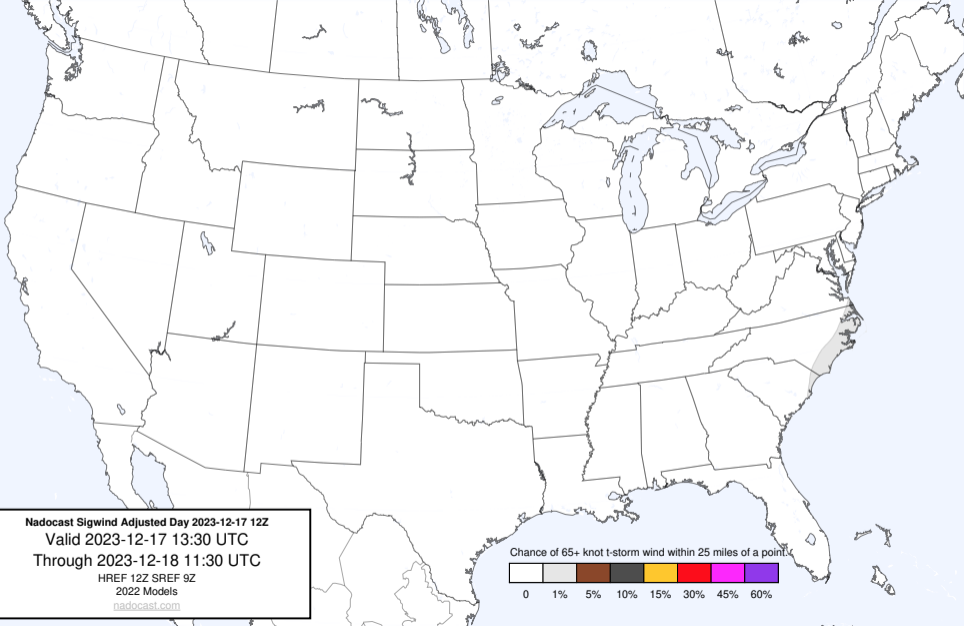 Nadocast Sigwind Adjusted Day 2023-12-17 12Z
Valid 2023-12-17 13:30 UTC
Through 2023-12-18 11:30 UTC
HREF 12Z SREF 9Z
2022 Models
nadocast.com
Chance of 65+ knot t-storm wind within 25 miles of a point.
0 1% 5% 10% 15% 30% 45% 60%